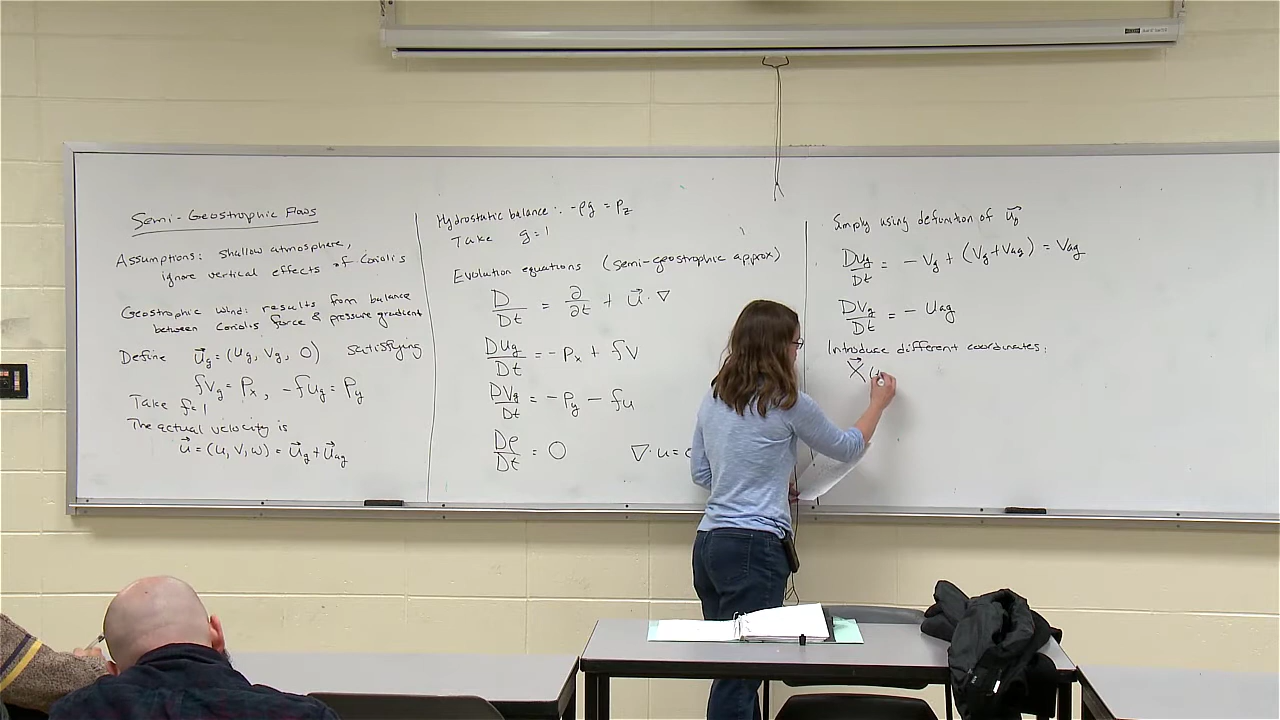 Semi-Geostrophic Flows
Assumptions: shallow atmosphere,
ignore vertical effects of Coriolis
Geostrophic wind: results from balance
between Coriolis force & pressure gradient
Define u⃗g = (ug, vg, 0) satisfying
fvg = Px, -fug = Py
Take f=1
The actual velocity is
u⃗ = (u, v, w) = u⃗g + u⃗ag
Hydrostatic balance: -ρg = Pz
Take g=1
Evolution equations (semi-geostrophic approx)
D/Dt = ∂/∂t + u⃗·∇
Dug/Dt = -Px + fv
Dvg/Dt = -Py - fu
Dρ/Dt = 0 ∇·u =
Simply using definition of u⃗g
Dug/Dt = -vg + (vg + vag) = vag
Dvg/Dt = -uag
Introduce different coordinates:
X⃗(